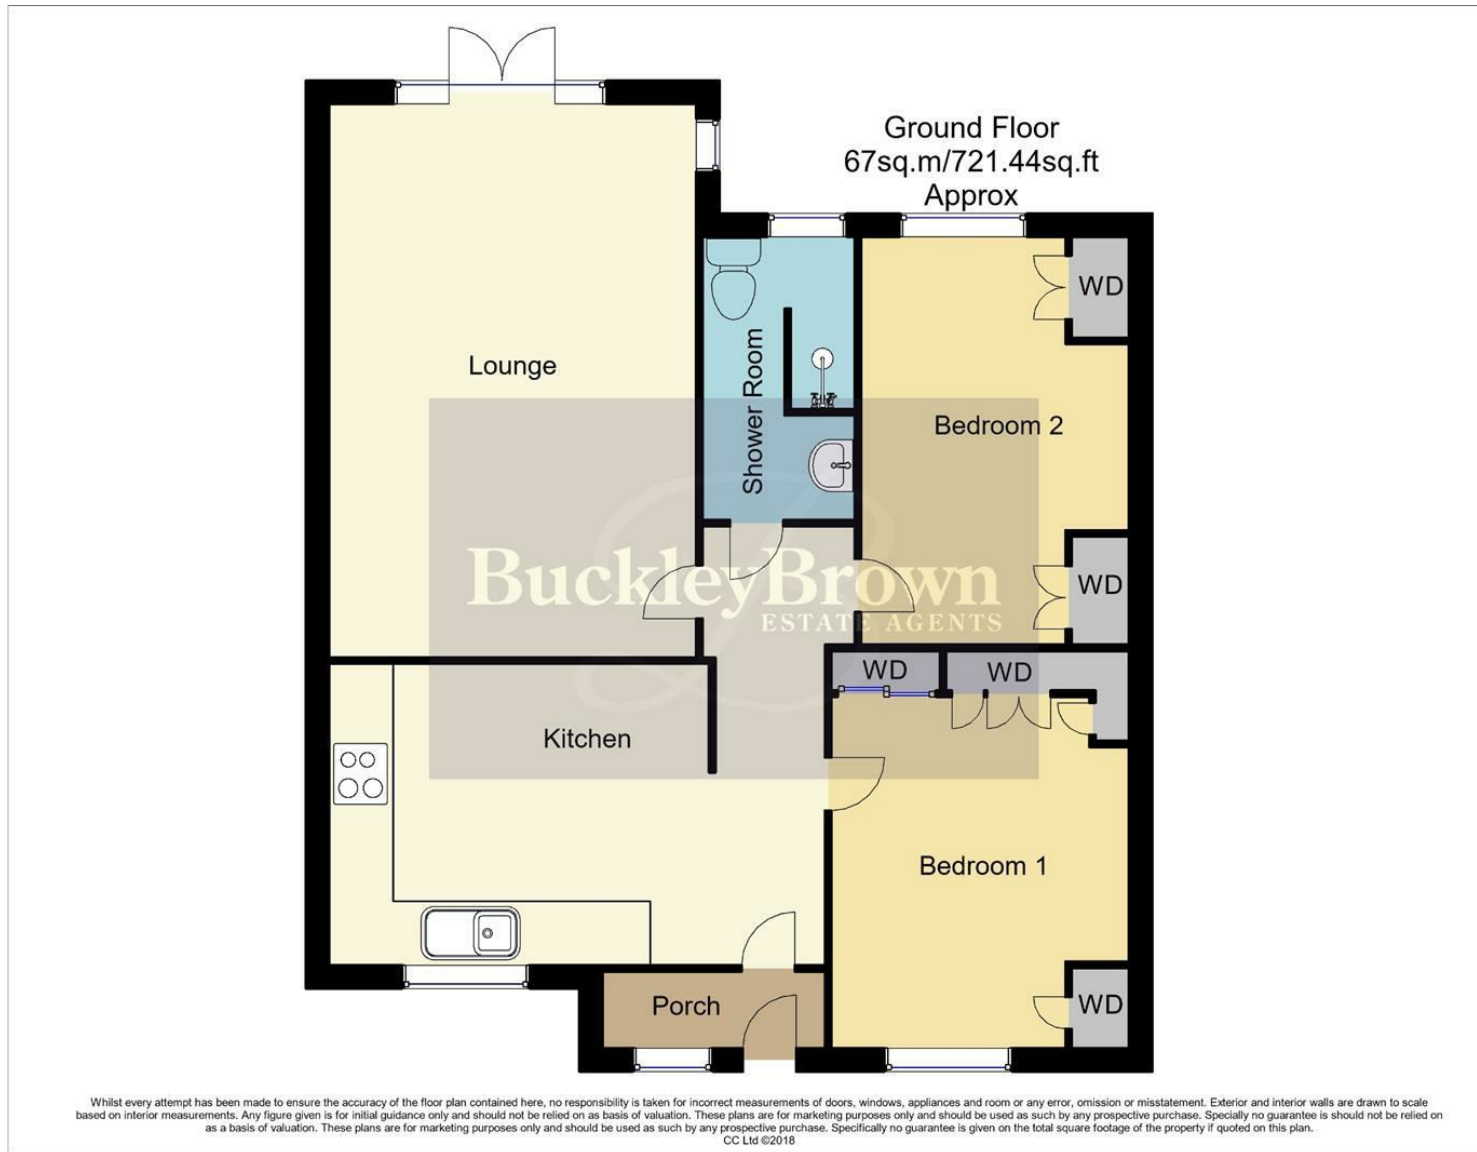 Ground Floor
67sq.m/721.44sq.ft
Approx
WD
Lounge
Shower Room
Bedroom 2
BuckleyBrown
ESTATE AGENTS
WD
WD
WD
Kitchen
Bedroom 1
Porch
WD
Whilst every attempt has been made to ensure the accuracy of the floor plan contained here, no responsibility is taken for incorrect measurements of doors, windows, appliances and room or any error, omission or misstatement. Exterior and interior walls are drawn to scale
based on interior measurements. Any figure given is for initial guidance only and should not be relied on as basis of valuation. These plans are for marketing purposes only and should be used as such by any prospective purchase. Specially no guarantee is should not be relied on
as a basis of valuation. These plans are for marketing purposes only and should be used as such by any prospective purchase. Specifically no guarantee is given on the total square footage of the property if quoted on this plan.
CC Ltd ©2018